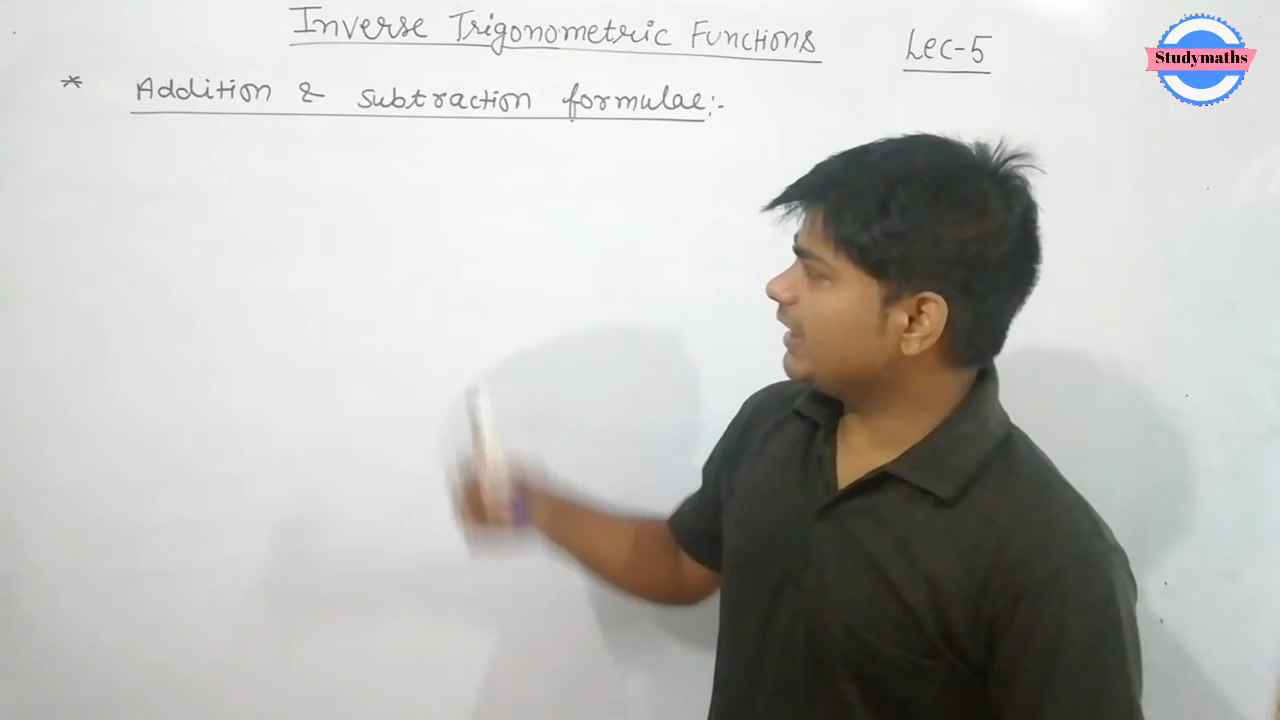 Inverse Trigonometric Functions Lec-5
Studymaths
* Addition & Subtraction formulae:-